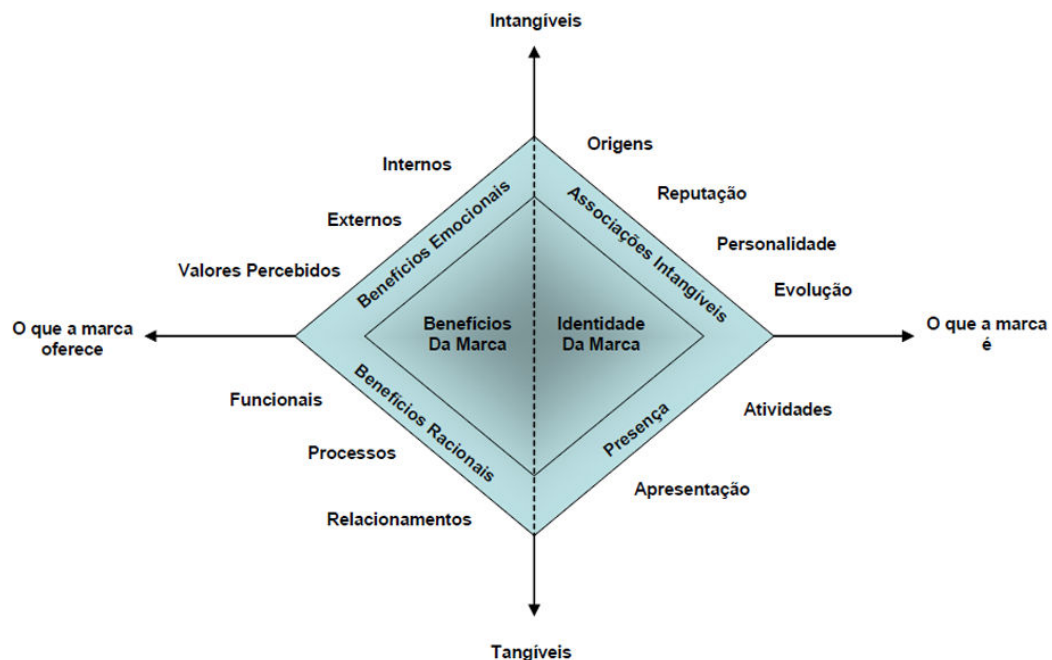 Intangíveis
Origens
Internos
Reputação
Externos
Benefícios Emocionais
Associações Intangíveis
Personalidade
Valores Percebidos
Evolução
O que a marca
oferece
Benefícios
Da Marca
Identidade
Da Marca
O que a marca
é
Funcionais
Benefícios Racionais
Presença
Atividades
Processos
Apresentação
Relacionamentos
Tangíveis